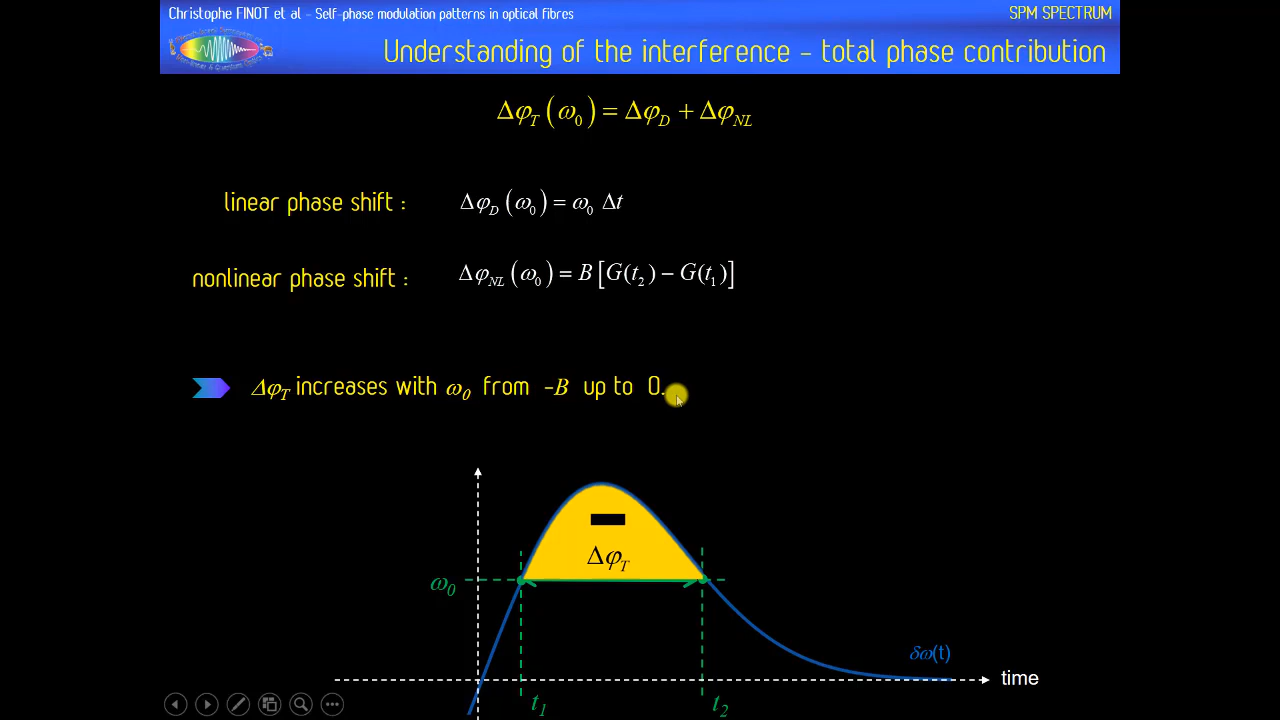 Christophe FINOT et al – Self-phase modulation patterns in optical fibres
SPM SPECTRUM
Understanding of the interference – total phase contribution
Δφ_T(ω_0) = Δφ_D + Δφ_NL
linear phase shift : Δφ_D(ω_0) = ω_0 Δt
nonlinear phase shift : Δφ_NL(ω_0) = B[G(t_2) − G(t_1)]
Δφ_T increases with ω_0 from -B up to 0.
Δφ_T
ω_0
δω(t)
time
t_1
t_2